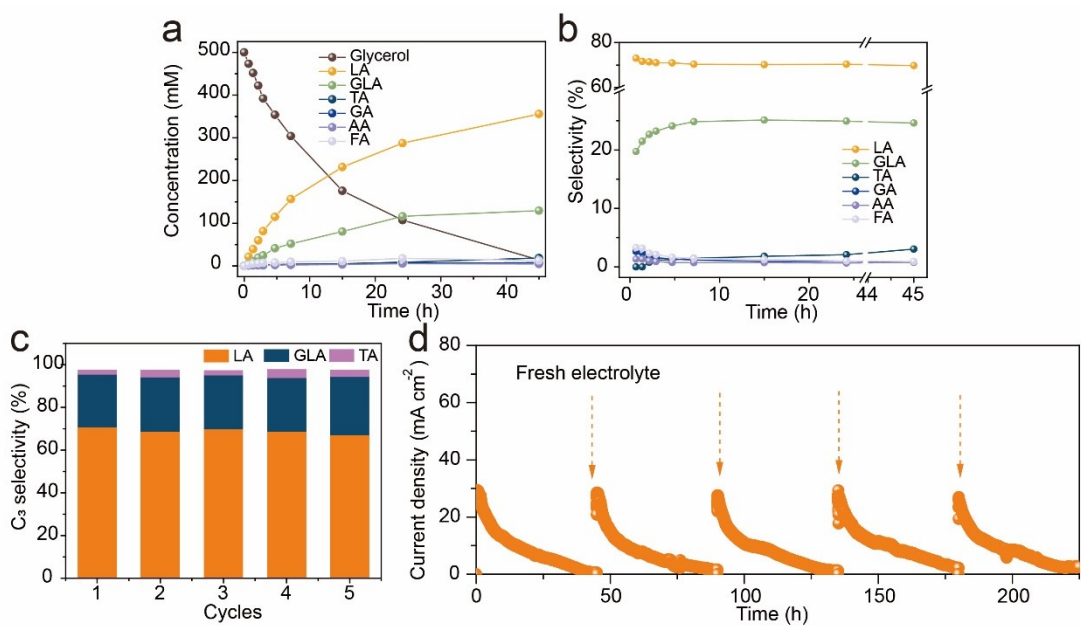 a
Concentration (mM)
500
400
300
200
100
0
Glycerol
LA
GLA
TA
GA
AA
FA
0 10 20 30 40
Time (h)
b
Selectivity (%)
80
60
20
10
0
LA
GLA
TA
GA
AA
FA
0 10 20 44 45
Time (h)
c
C₃ selectivity (%)
100
80
60
40
20
0
LA GLA TA
1 2 3 4 5
Cycles
d
Current density (mA cm⁻²)
80
60
40
20
0
Fresh electrolyte
0 50 100 150 200
Time (h)